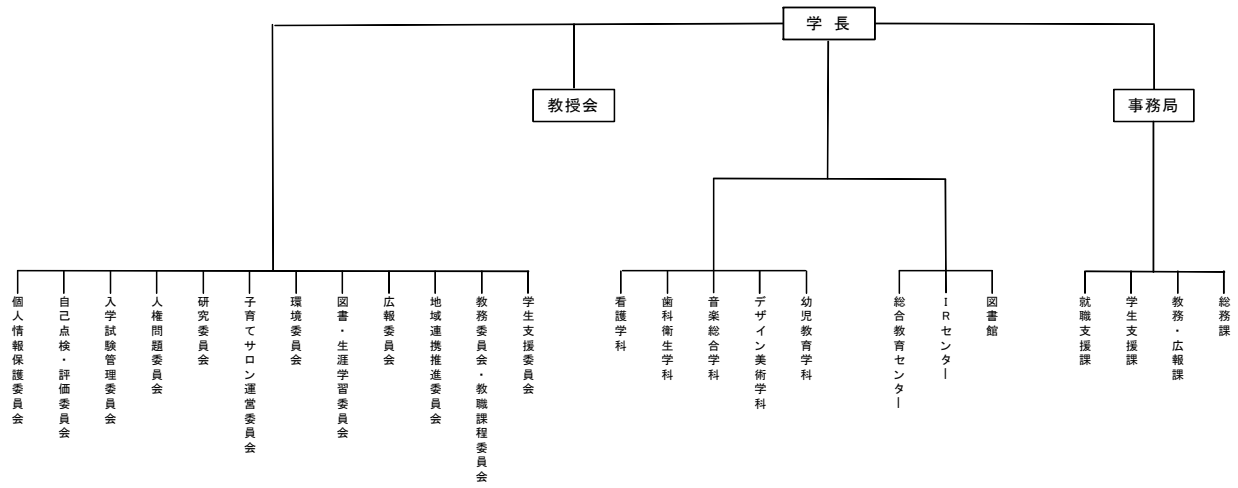 学 長
教授会
事務局
個人情報保護委員会
自己点検・評価委員会
入学試験管理委員会
人権問題委員会
研究委員会
子育てサロン運営委員会
環境委員会
図書・生涯学習委員会
広報委員会
地域連携推進委員会
教務委員会・教職課程委員会
学生支援委員会
看護学科
歯科衛生学科
音楽総合学科
デザイン美術学科
幼児教育学科
総合教育センター
ＩＲセンター
図書館
就職支援課
学生支援課
教務・広報課
総務課